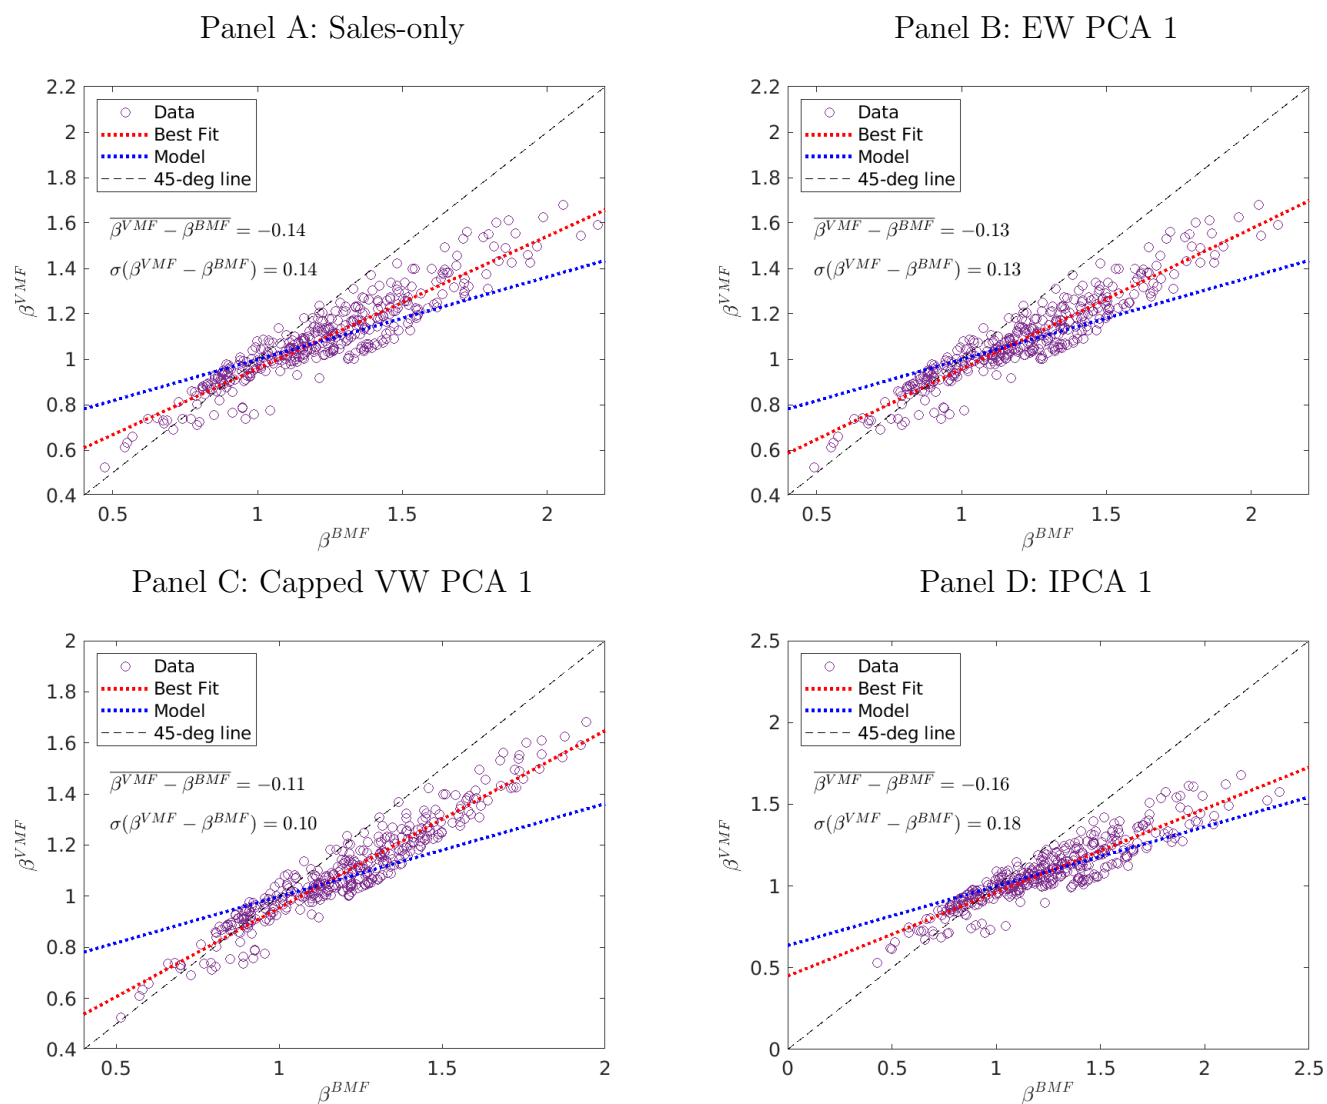 Panel A: Sales-only
2.2
2
1.8
1.6
1.4
1.2
1
0.8
0.6
0.4
0.5
1
1.5
2
β^{VMF}
β^{BMF}
Data
Best Fit
Model
45-deg line
\overline{β^{VMF} − β^{BMF}} = −0.14
σ(β^{VMF} − β^{BMF}) = 0.14
Panel B: EW PCA 1
2.2
2
1.8
1.6
1.4
1.2
1
0.8
0.6
0.4
0.5
1
1.5
2
β^{VMF}
β^{BMF}
Data
Best Fit
Model
45-deg line
\overline{β^{VMF} − β^{BMF}} = −0.13
σ(β^{VMF} − β^{BMF}) = 0.13
Panel C: Capped VW PCA 1
2
1.8
1.6
1.4
1.2
1
0.8
0.6
0.4
0.5
1
1.5
2
β^{VMF}
β^{BMF}
Data
Best Fit
Model
45-deg line
\overline{β^{VMF} − β^{BMF}} = −0.11
σ(β^{VMF} − β^{BMF}) = 0.10
Panel D: IPCA 1
2.5
2
1.5
1
0.5
0
0
0.5
1
1.5
2
2.5
β^{VMF}
β^{BMF}
Data
Best Fit
Model
45-deg line
\overline{β^{VMF} − β^{BMF}} = −0.16
σ(β^{VMF} − β^{BMF}) = 0.18